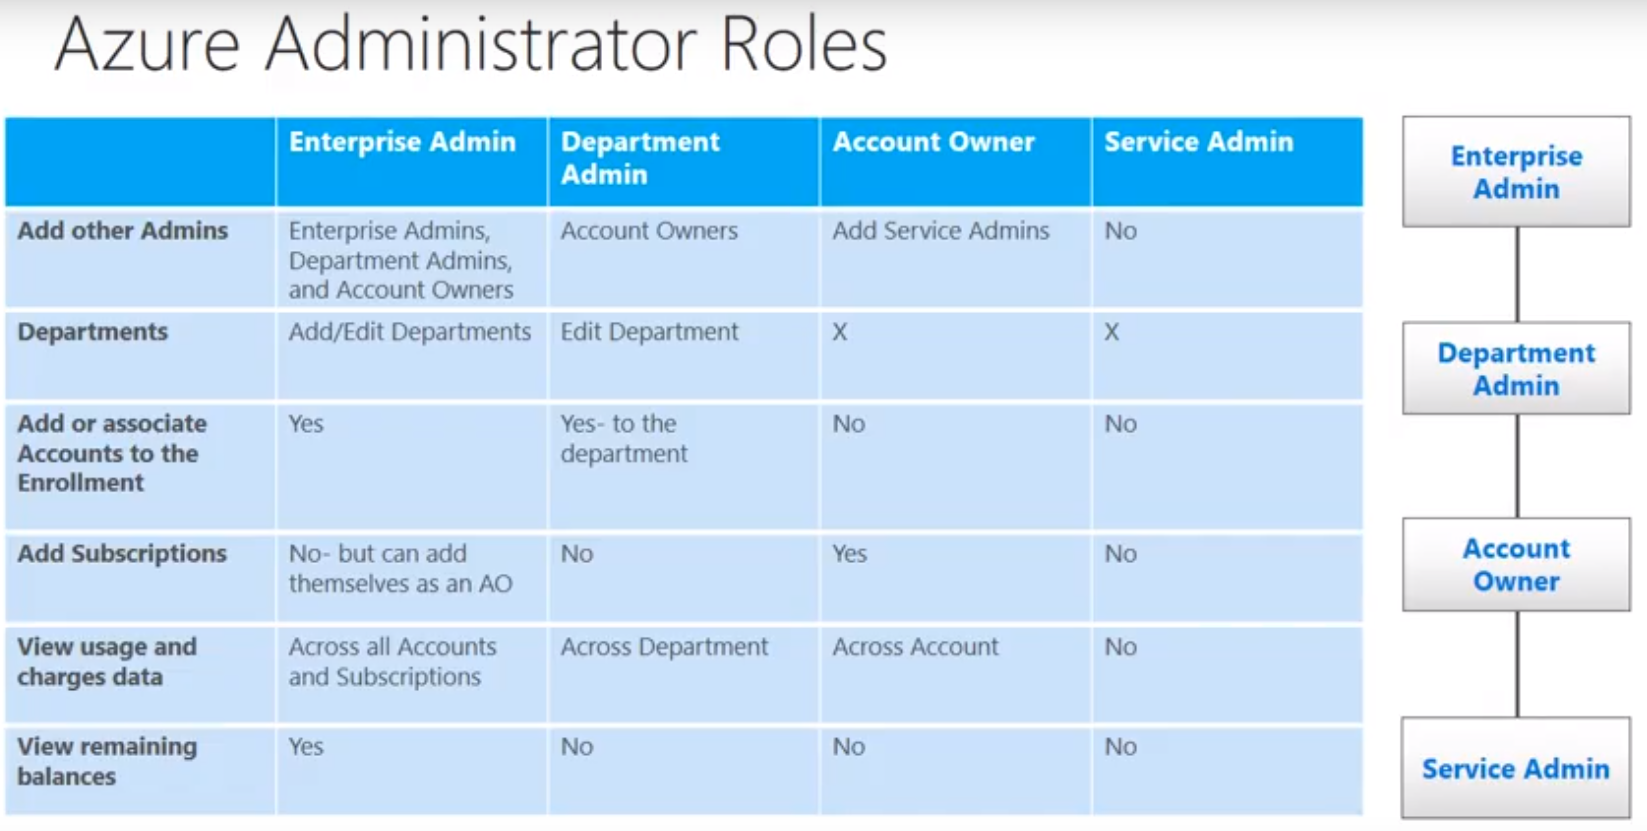 Azure Administrator Roles
Enterprise Admin
Department
Admin
Account Owner
Service Admin
Add other Admins
Enterprise Admins,
Department Admins,
and Account Owners
Account Owners
Add Service Admins
No
Departments
Add/Edit Departments
Edit Department
X
X
Add or associate
Accounts to the
Enrollment
Yes
Yes- to the
department
No
No
Add Subscriptions
No- but can add
themselves as an AO
No
Yes
No
View usage and
charges data
Across all Accounts
and Subscriptions
Across Department
Across Account
No
View remaining
balances
Yes
No
No
No
Enterprise
Admin
Department
Admin
Account
Owner
Service Admin